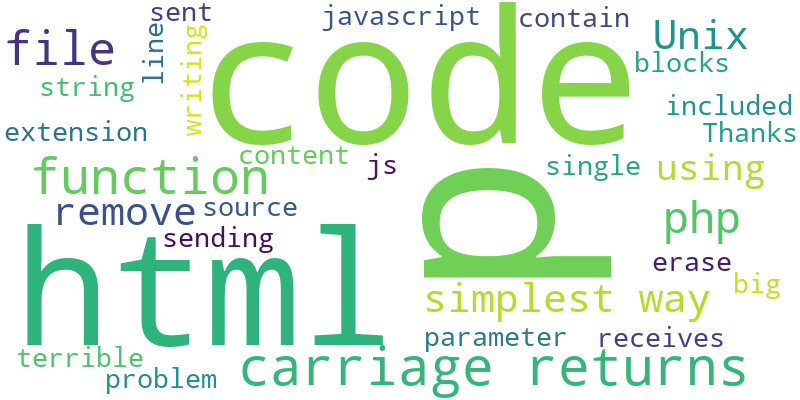 sent
javascript
contain
file
line
writing
code
Unix
blocks
string
included
extension
Thanks
content
js
single
using
function
p
remove
source
php
sending
html
erase
big
simplest way
parameter
receives
terrible
carriage returns
problem